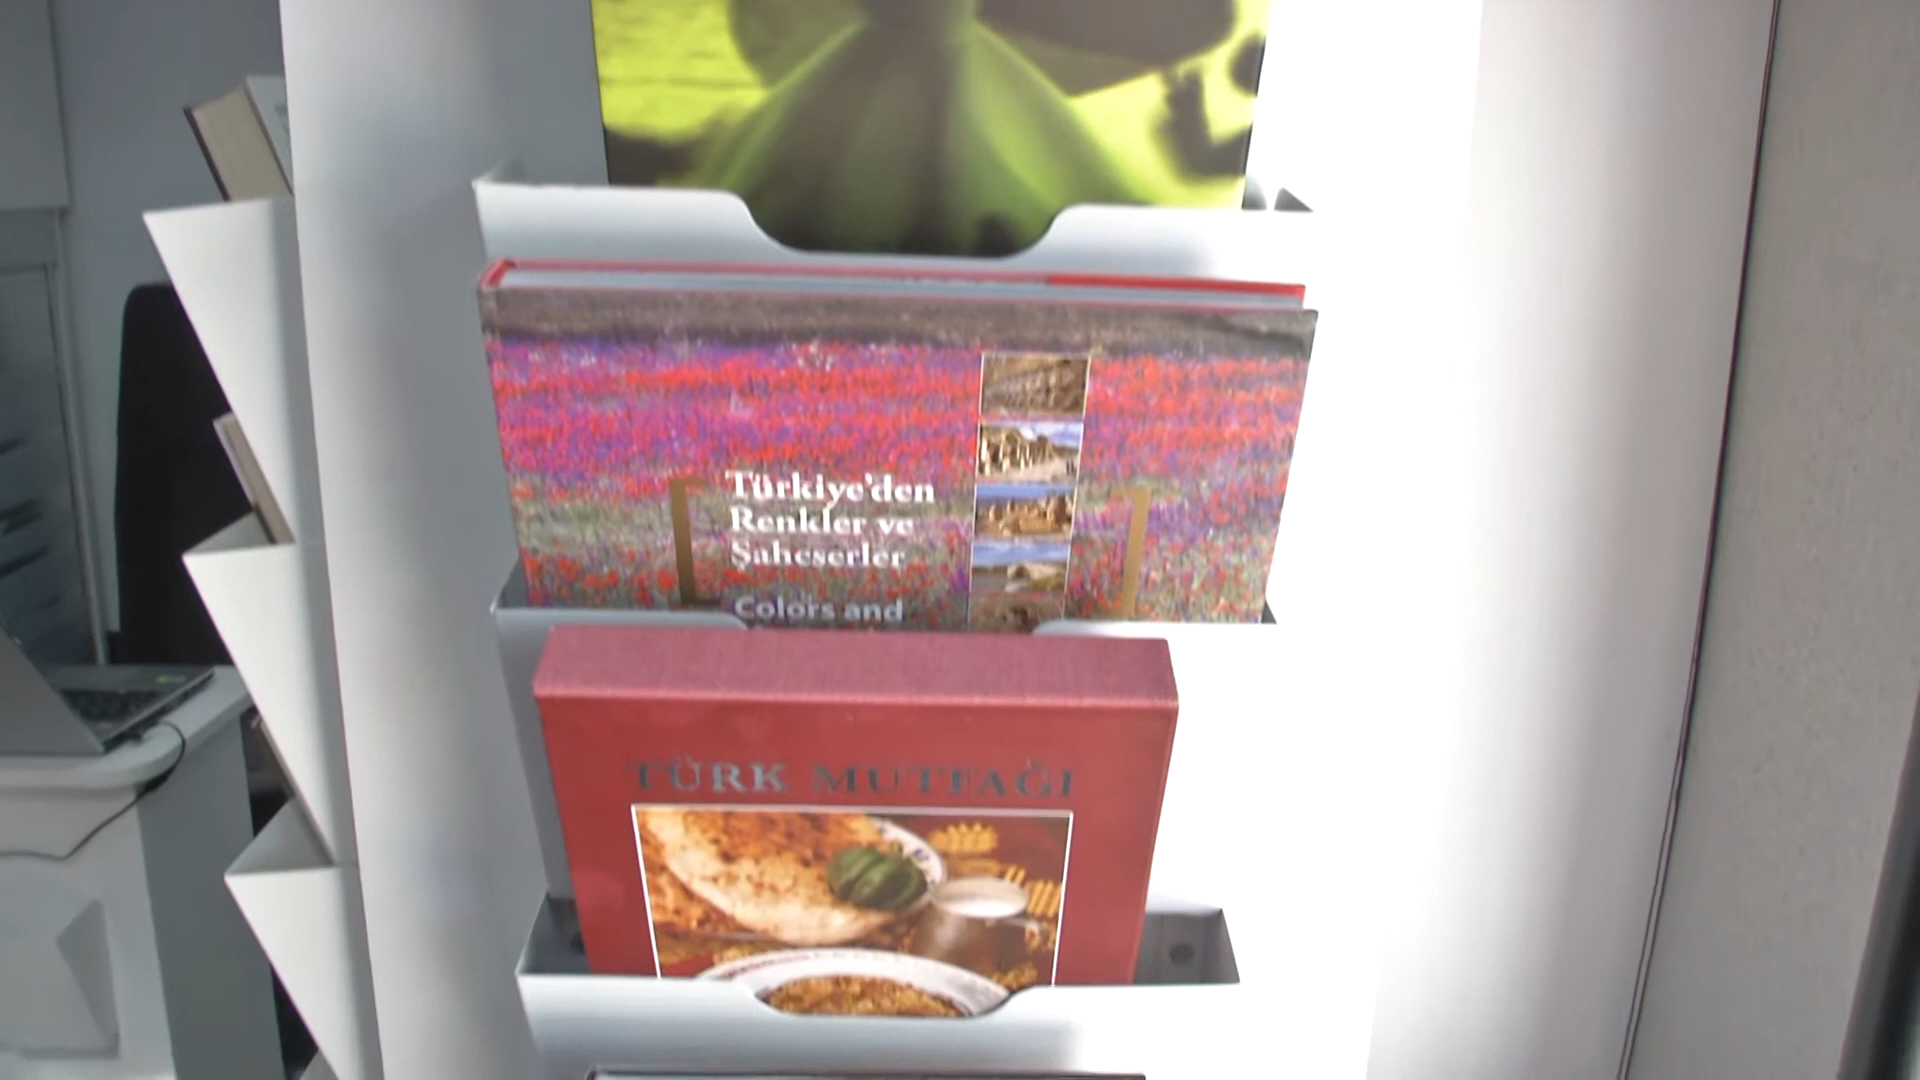 Türkiye'den
Renkler ve
Şaheserler
Colors and
TÜRK MUTFAĞI